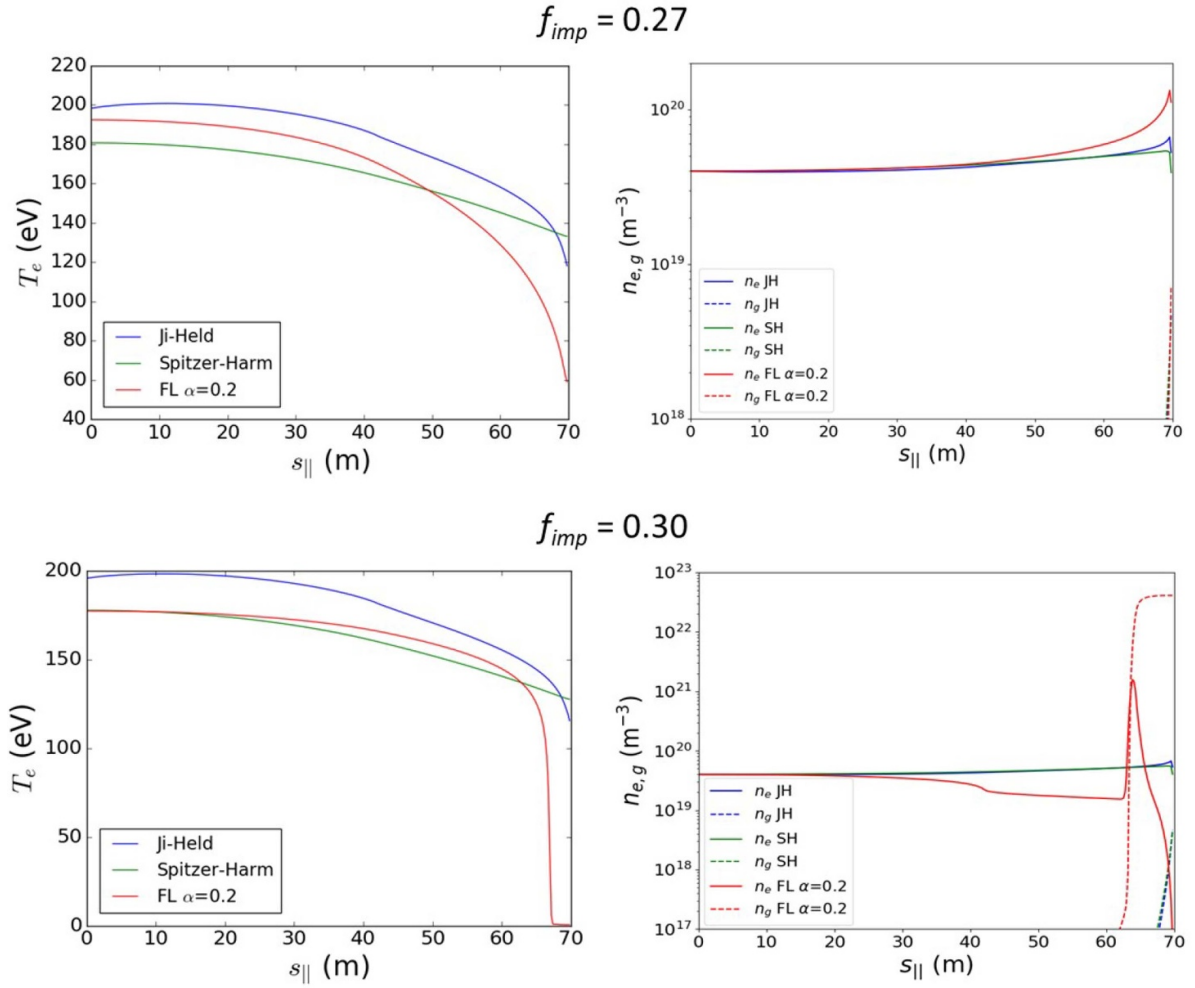 f_imp = 0.27
220
200
180
160
140
120
100
80
60
40
T_e (eV)
Ji-Held
Spitzer-Harm
FL α=0.2
0 10 20 30 40 50 60 70
s_|| (m)
10^20
10^19
10^18
n_e,g (m^−3)
n_e JH
n_g JH
n_e SH
n_g SH
n_e FL α=0.2
n_g FL α=0.2
0 10 20 30 40 50 60 70
s_|| (m)
f_imp = 0.30
200
150
100
50
0
T_e (eV)
Ji-Held
Spitzer-Harm
FL α=0.2
0 10 20 30 40 50 60 70
s_|| (m)
10^23
10^22
10^21
10^20
10^19
10^18
10^17
n_e,g (m^−3)
n_e JH
n_g JH
n_e SH
n_g SH
n_e FL α=0.2
n_g FL α=0.2
0 10 20 30 40 50 60 70
s_|| (m)